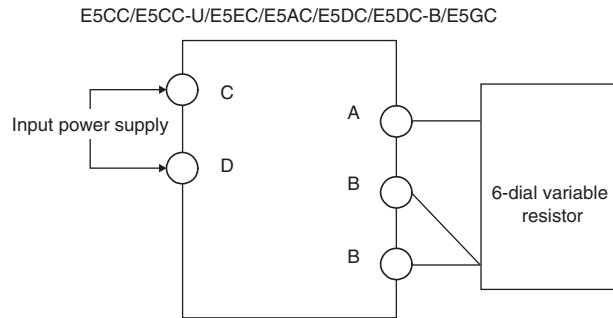 E5CC/E5CC-U/E5EC/E5AC/E5DC/E5DC-B/E5GC
C
A
Input power supply
D
B
6-dial variable
resistor
B